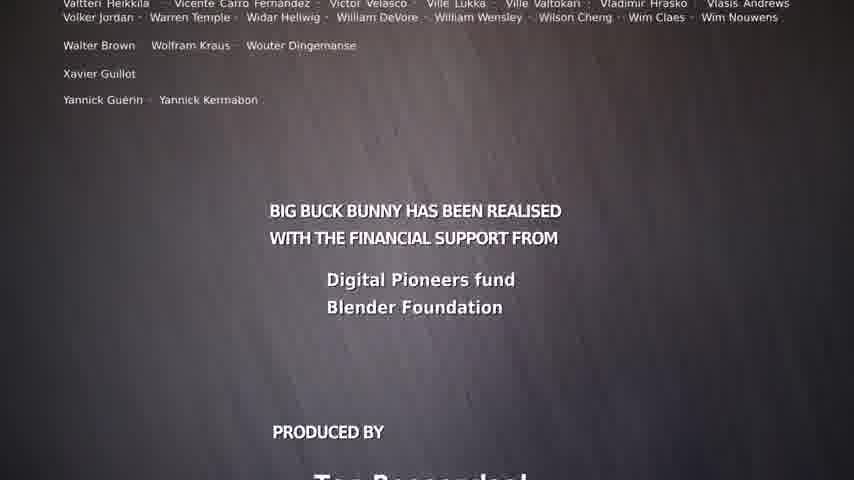 Valtteri Heikkila · Vicente Carro Fernandez · Victor Velasco · Ville Lukka · Ville Valtokari · Vladimir Hrasko · Vlasis Andrews
Volker Jordan · Warren Temple · Widar Hellwig · William DeVore · William Wensley · Wilson Cheng · Wim Claes · Wim Nouwens
Walter Brown Wolfram Kraus Wouter Dingemanse
Xavier Guillot
Yannick Guérin · Yannick Kermabon
BIG BUCK BUNNY HAS BEEN REALISED
WITH THE FINANCIAL SUPPORT FROM
Digital Pioneers fund
Blender Foundation
PRODUCED BY